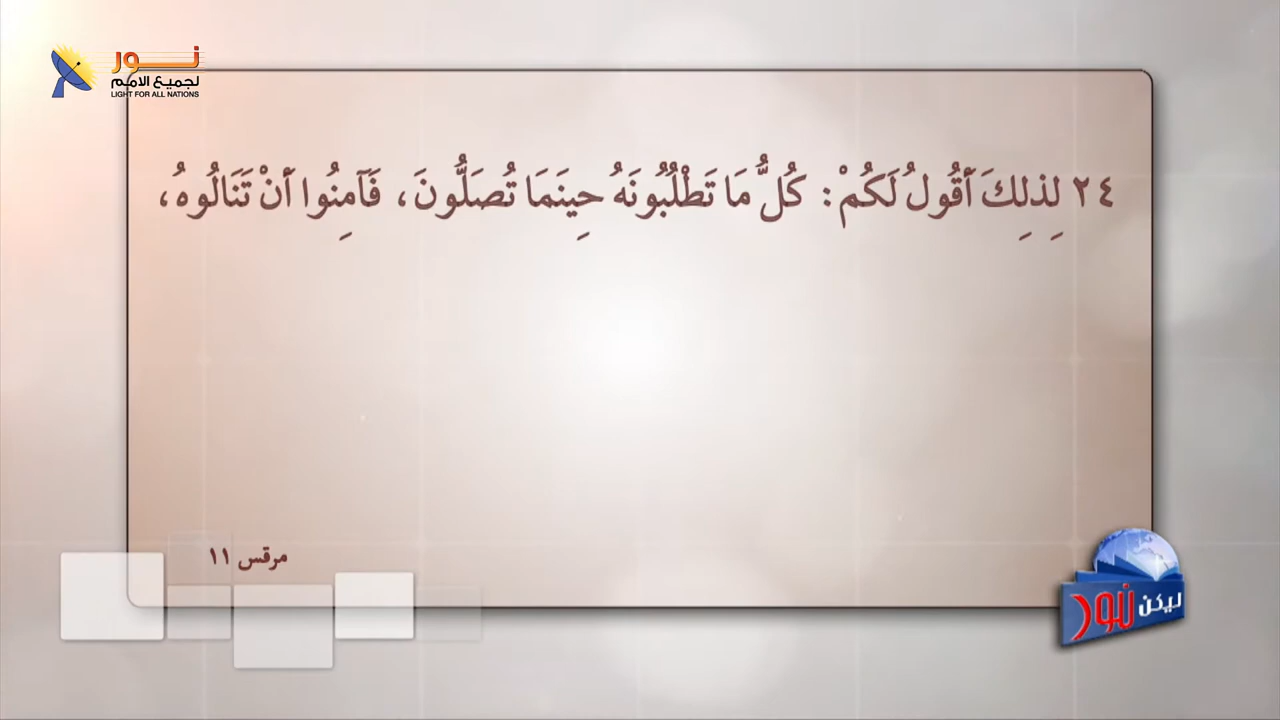 نور
لجميع الامم
LIGHT FOR ALL NATIONS
٢٤ لِذلِكَ أَقُولُ لَكُمْ: كُلُّ مَا تَطْلُبُونَهُ حِينَمَا تُصَلُّونَ، فَآمِنُوا أَنْ تَنَالُوهُ،
مرقس ١١
ليكن نور